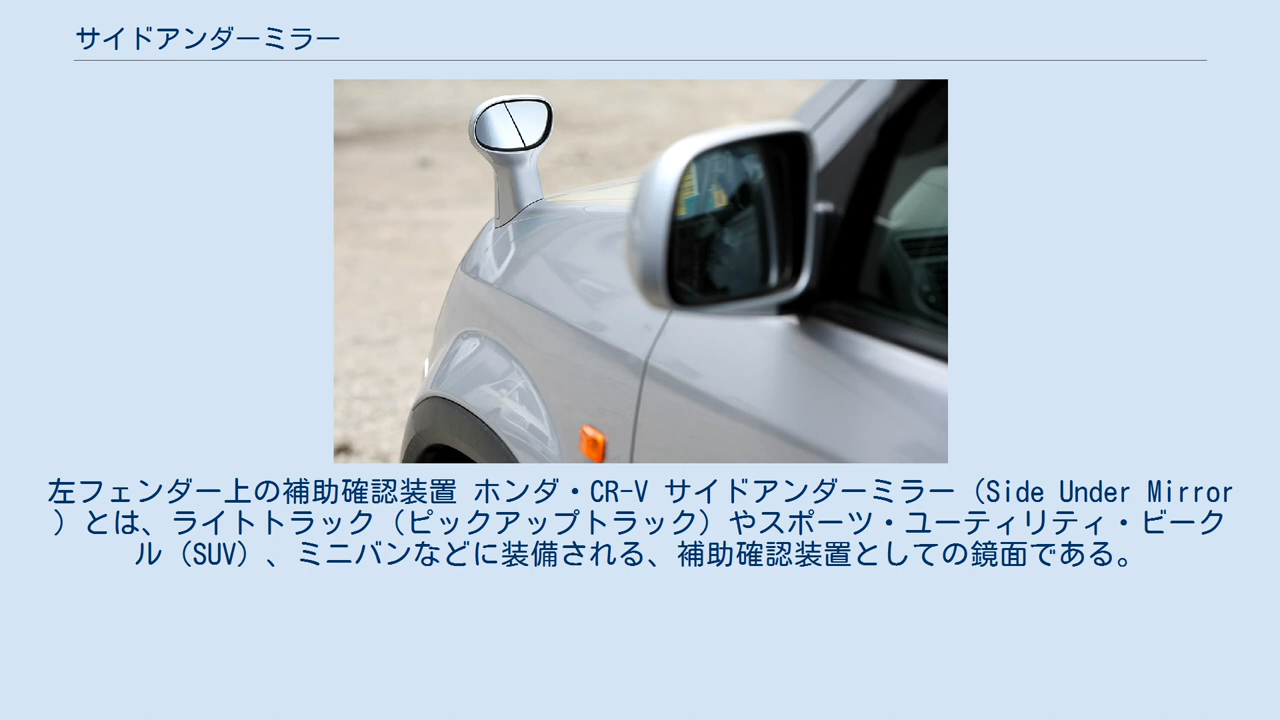 サイドアンダーミラー
左フェンダー上の補助確認装置 ホンダ・CR-V サイドアンダーミラー（Side Under Mirror
）とは、ライトトラック（ピックアップトラック）やスポーツ・ユーティリティ・ビーク
ル（SUV）、ミニバンなどに装備される、補助確認装置としての鏡面である。